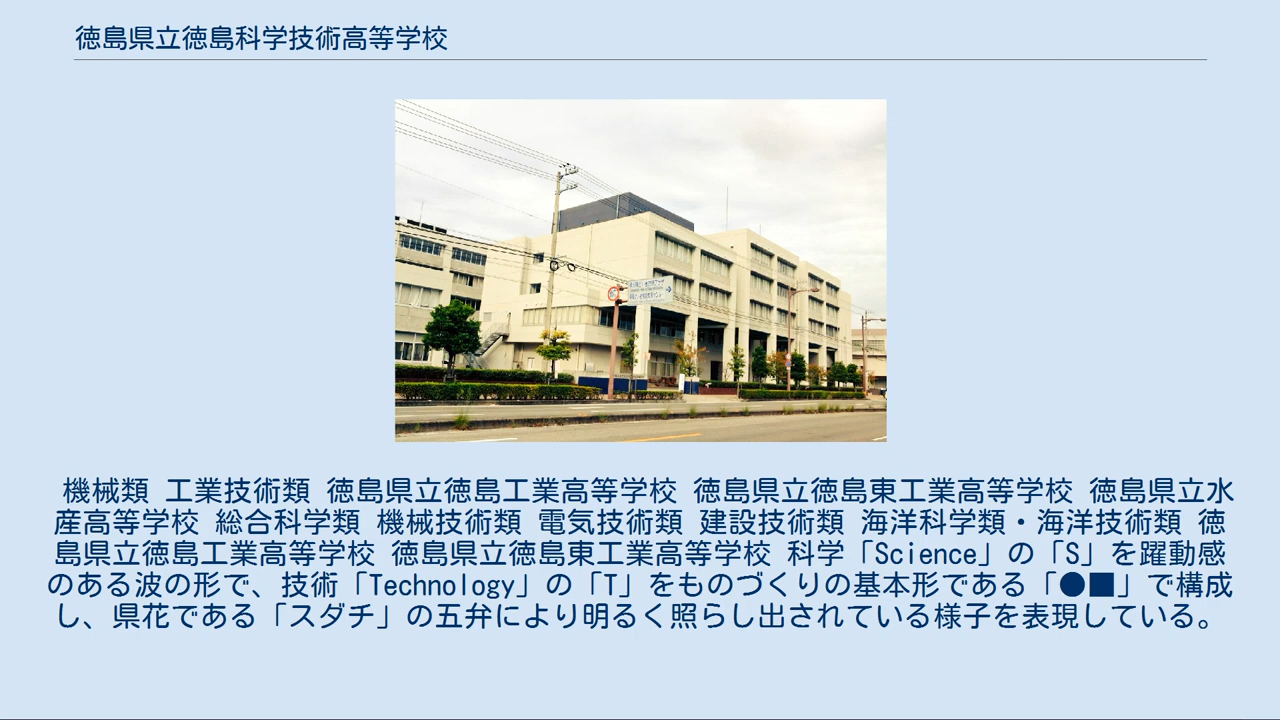 徳島県立徳島科学技術高等学校
機械類 工業技術類 徳島県立徳島工業高等学校 徳島県立徳島東工業高等学校 徳島県立水
産高等学校 総合科学類 機械技術類 電気技術類 建設技術類 海洋科学類・海洋技術類 徳
島県立徳島工業高等学校 徳島県立徳島東工業高等学校 科学「Science」の「S」を躍動感
のある波の形で、技術「Technology」の「T」をものづくりの基本形である「●■」で構成
し、県花である「スダチ」の五弁により明るく照らし出されている様子を表現している。